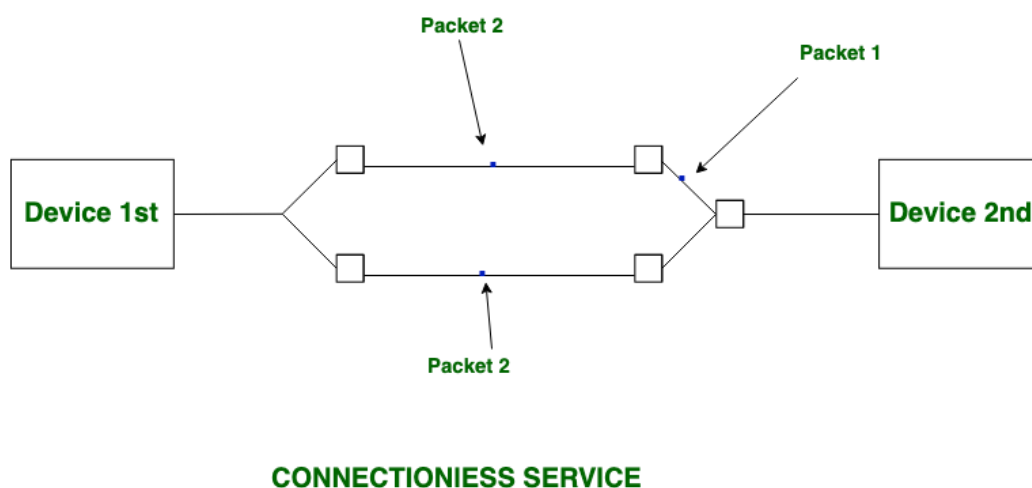 Packet 2
Packet 1
Device 1st
Device 2nd
Packet 2
CONNECTIONIESS SERVICE